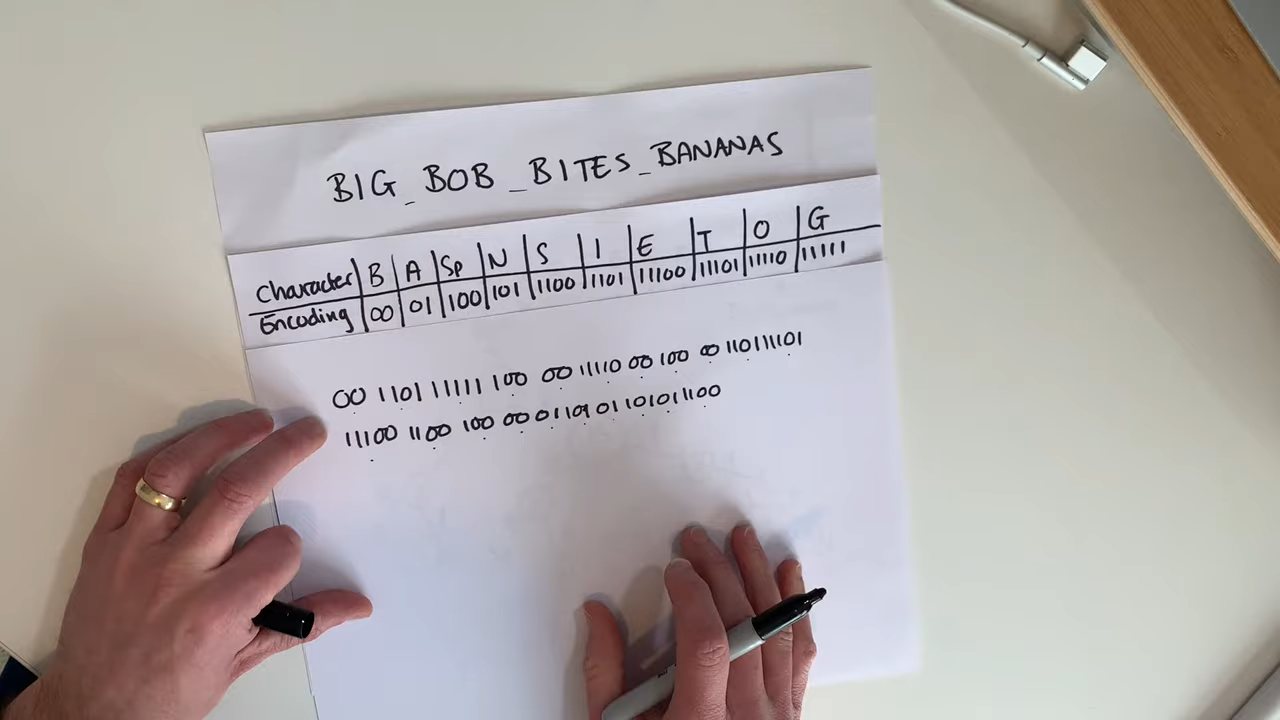 BIG_BOB_BITES_BANANAS
Character B A Sp N S I E T O G
Encoding 00 01 100 101 1100 1101 11100 11101 11110 11111
00 1101 11111 100 00 11110 00 100 00 1101 11101
11100 1100 100 00 01 101 01 101 01 1100